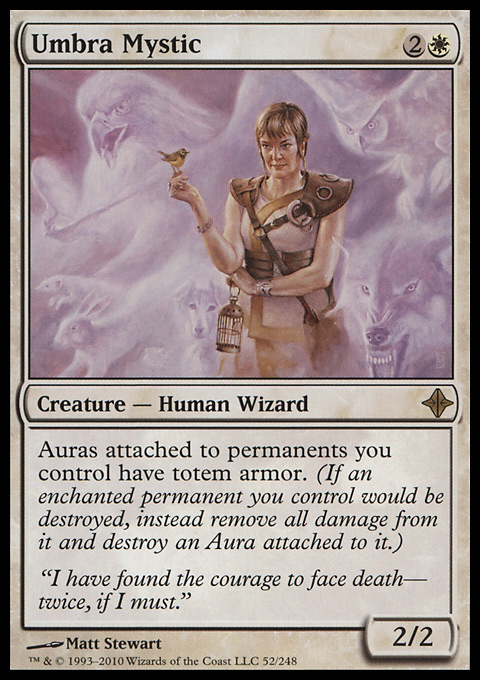 Umbra Mystic 2
Creature — Human Wizard
Auras attached to permanents you
control have totem armor. (If an
enchanted permanent you control would be
destroyed, instead remove all damage from
it and destroy an Aura attached to it.)
“I have found the courage to face death—
twice, if I must.”
Matt Stewart
2/2
™ & © 1993–2010 Wizards of the Coast LLC 52/248